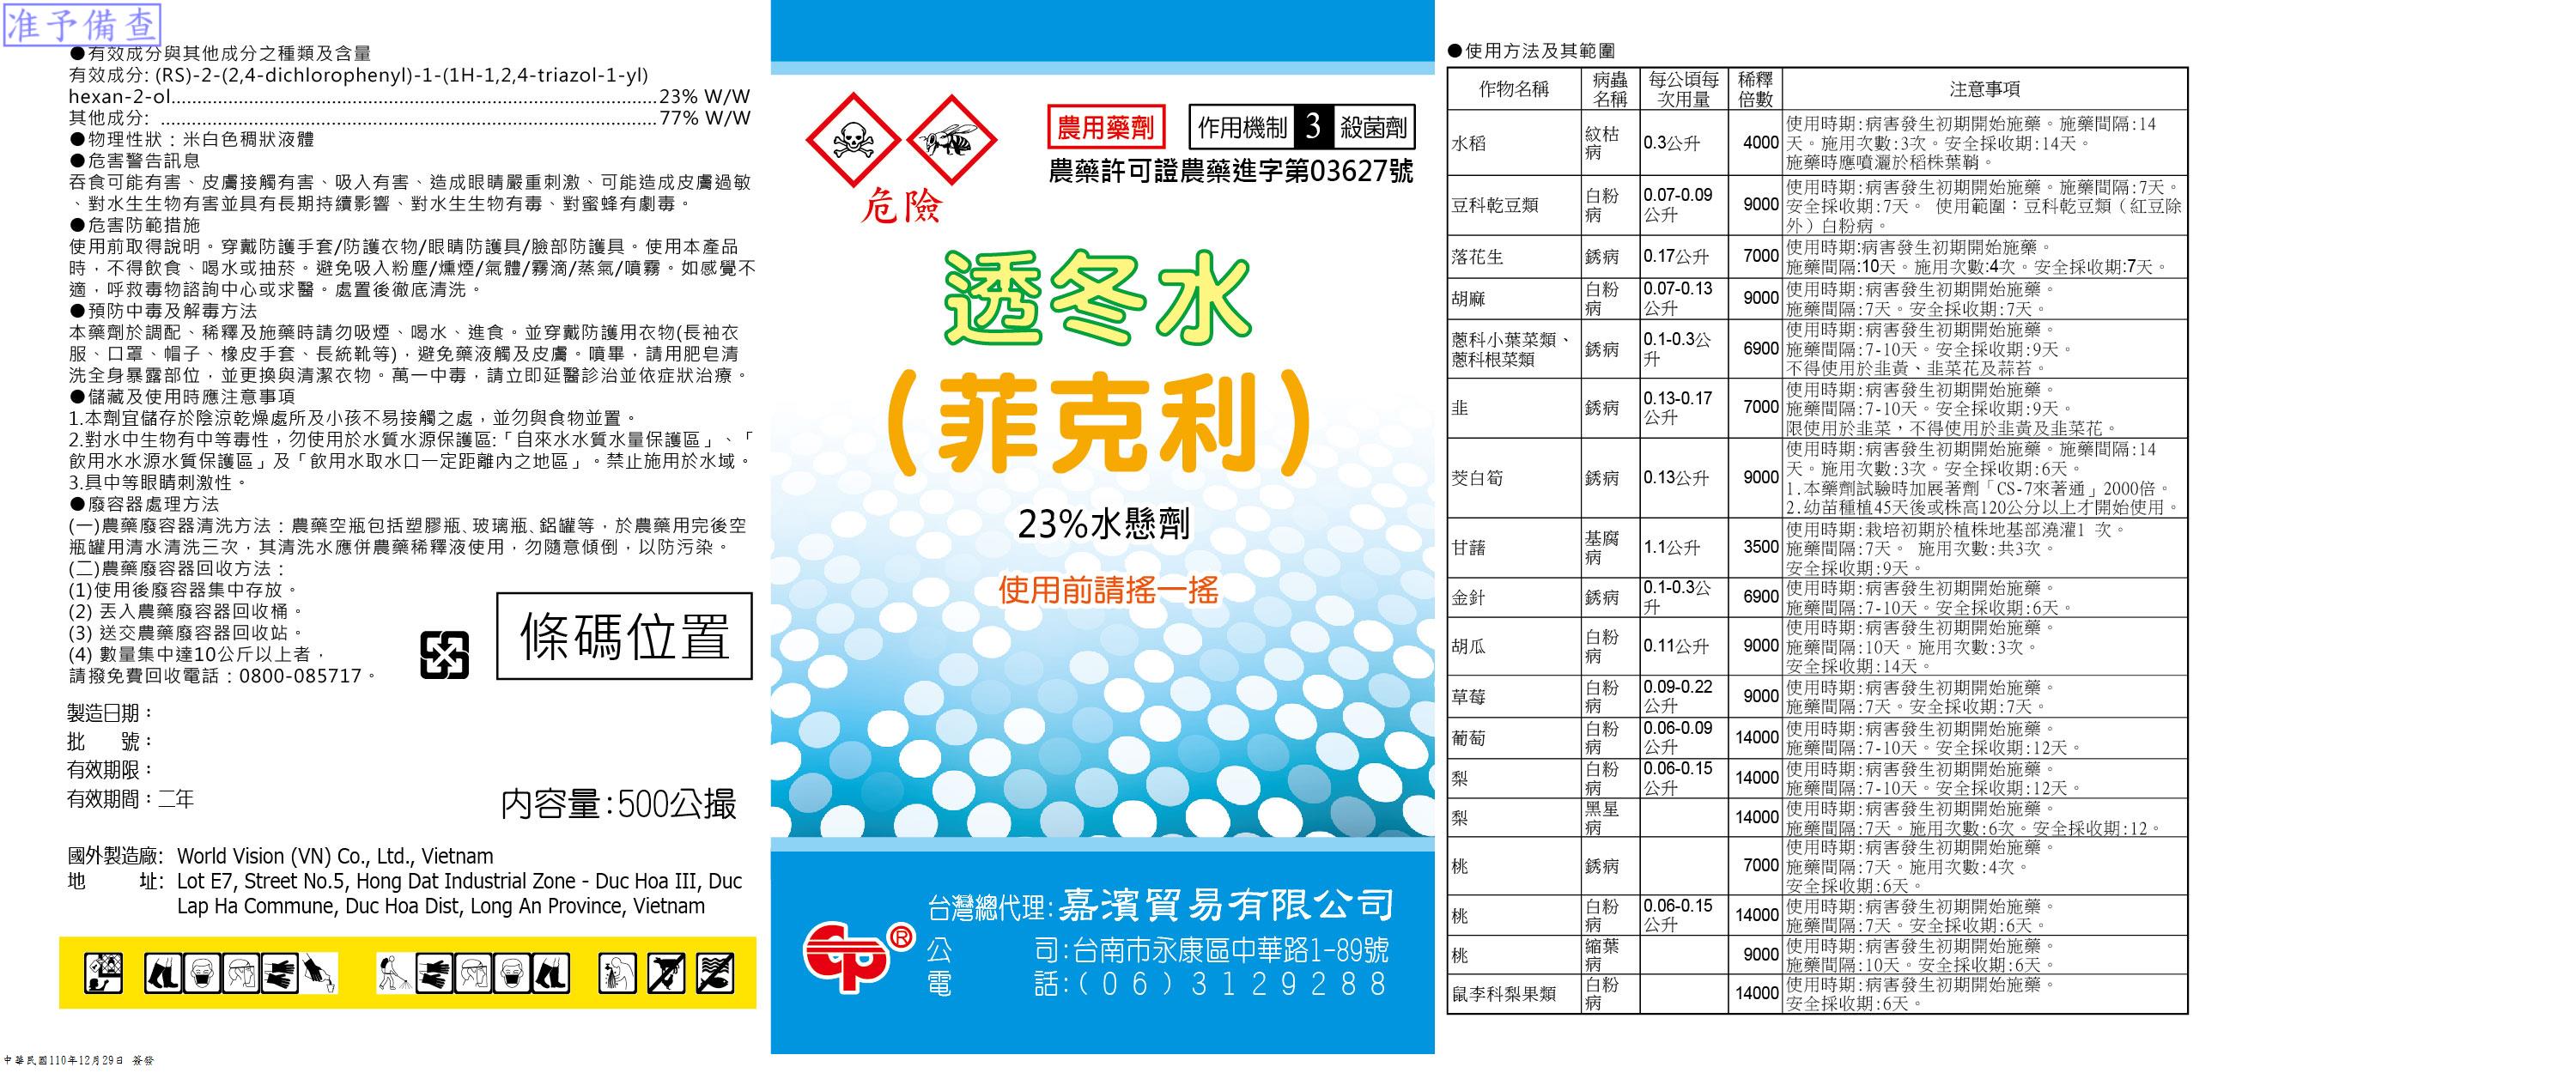 准予備查
●有效成分與其他成分之種類及含量
有效成分: (RS)-2-(2,4-dichlorophenyl)-1-(1H-1,2,4-triazol-1-yl)
hexan-2-ol............................................................................................23% W/W
其他成分: ..............................................................................................77% W/W
●物理性狀：米白色稠狀液體
●危害警告訊息
吞食可能有害、皮膚接觸有害、吸入有害、造成眼睛嚴重刺激、可能造成皮膚過敏
、對水生生物有害並具有長期持續影響、對水生生物有毒、對蜜蜂有劇毒。
●危害防範措施
使用前取得說明。穿戴防護手套/防護衣物/眼睛防護具/臉部防護具。使用本產品
時，不得飲食、喝水或抽菸。避免吸入粉塵/燻煙/氣體/霧滴/蒸氣/噴霧。如感覺不
適，呼救毒物諮詢中心或求醫。處置後徹底清洗。
●預防中毒及解毒方法
本藥劑於調配、稀釋及施藥時請勿吸煙、喝水、進食。並穿戴防護用衣物(長袖衣
服、口罩、帽子、橡皮手套、長統靴等)，避免藥液觸及皮膚。噴畢，請用肥皂清
洗全身暴露部位，並更換與清潔衣物。萬一中毒，請立即延醫診治並依症狀治療。
●儲藏及使用時應注意事項
1.本劑宜儲存於陰涼乾燥處所及小孩不易接觸之處，並勿與食物並置。
2.對水中生物有中等毒性，勿使用於水質水源保護區:「自來水水質水量保護區」、「
飲用水水源水質保護區」及「飲用水取水口一定距離內之地區」。禁止施用於水域。
3.具中等眼睛刺激性。
●廢容器處理方法
(一)農藥廢容器清洗方法：農藥空瓶包括塑膠瓶、玻璃瓶、鋁罐等，於農藥用完後空
瓶罐用清水清洗三次，其清洗水應併農藥稀釋液使用，勿隨意傾倒，以防污染。
(二)農藥廢容器回收方法：
(1)使用後廢容器集中存放。
(2) 丟入農藥廢容器回收桶。
(3) 送交農藥廢容器回收站。
(4) 數量集中達10公斤以上者，
請撥免費回收電話：0800-085717。
條碼位置
製造日期：
批　　號：
有效期限：
有效期間：二年
內容量：500公撮
國外製造廠: World Vision (VN) Co., Ltd., Vietnam
地　　址: Lot E7, Street No.5, Hong Dat Industrial Zone - Duc Hoa III, Duc
Lap Ha Commune, Duc Hoa Dist, Long An Province, Vietnam
中華民國110年12月29日 簽發
危險
農用藥劑
作用機制 3 殺菌劑
農藥許可證農藥進字第03627號
透冬水
(菲克利)
23%水懸劑
使用前請搖一搖
CP®
台灣總代理:嘉濱貿易有限公司
公　　司:台南市永康區中華路1-89號
電　　話:(06)3129288
●使用方法及其範圍
作物名稱 病蟲名稱 每公頃每次用量 稀釋倍數 注意事項
水稻 紋枯病 0.3公升 4000 使用時期:病害發生初期開始施藥。施藥間隔:14
天。施用次數:3次。安全採收期:14天。
施藥時應噴灑於稻株葉鞘。
豆科乾豆類 白粉病 0.07-0.09公升 9000 使用時期:病害發生初期開始施藥。施藥間隔:7天。
安全採收期:7天。 使用範圍：豆科乾豆類（紅豆除
外）白粉病。
落花生 銹病 0.17公升 7000 使用時期:病害發生初期開始施藥。
施藥間隔:10天。施用次數:4次。安全採收期:7天。
胡麻 白粉病 0.07-0.13公升 9000 使用時期:病害發生初期開始施藥。
施藥間隔:7天。安全採收期:7天。
蔥科小葉菜類、蔥科根菜類 銹病 0.1-0.3公升 6900 使用時期:病害發生初期開始施藥。
施藥間隔:7-10天。安全採收期:9天。
不得使用於韭黃、韭菜花及蒜苔。
韭 銹病 0.13-0.17公升 7000 使用時期:病害發生初期開始施藥。
施藥間隔:7-10天。安全採收期:9天。
限使用於韭菜，不得使用於韭黃及韭菜花。
茭白筍 銹病 0.13公升 9000 使用時期:病害發生初期開始施藥。施藥間隔:14
天。施用次數:3次。安全採收期:6天。
1.本藥劑試驗時加展著劑「CS-7來著通」2000倍。
2.幼苗種植45天後或株高120公分以上才開始使用。
甘藷 基腐病 1.1公升 3500 使用時期:栽培初期於植株地基部澆灌1 次。
施藥間隔:7天。 施用次數:共3次。
安全採收期:9天。
金針 銹病 0.1-0.3公升 6900 使用時期:病害發生初期開始施藥。
施藥間隔:7-10天。安全採收期:6天。
胡瓜 白粉病 0.11公升 9000 使用時期:病害發生初期開始施藥。
施藥間隔:10天。施用次數:3次。
安全採收期:14天。
草莓 白粉病 0.09-0.22公升 9000 使用時期:病害發生初期開始施藥。
施藥間隔:7天。安全採收期:7天。
葡萄 白粉病 0.06-0.09公升 14000 使用時期:病害發生初期開始施藥。
施藥間隔:7-10天。安全採收期:12天。
梨 白粉病 0.06-0.15公升 14000 使用時期:病害發生初期開始施藥。
施藥間隔:7-10天。安全採收期:12天。
梨 黑星病 14000 使用時期:病害發生初期開始施藥。
施藥間隔:7天。施用次數:6次。安全採收期:12。
桃 銹病 7000 使用時期:病害發生初期開始施藥。
施藥間隔:7天。施用次數:4次。
安全採收期:6天。
桃 白粉病 0.06-0.15公升 14000 使用時期:病害發生初期開始施藥。
施藥間隔:7天。安全採收期:6天。
桃 縮葉病 9000 使用時期:病害發生初期開始施藥。
施藥間隔:10天。安全採收期:6天。
鼠李科梨果類 白粉病 14000 使用時期:病害發生初期開始施藥。
安全採收期:6天。